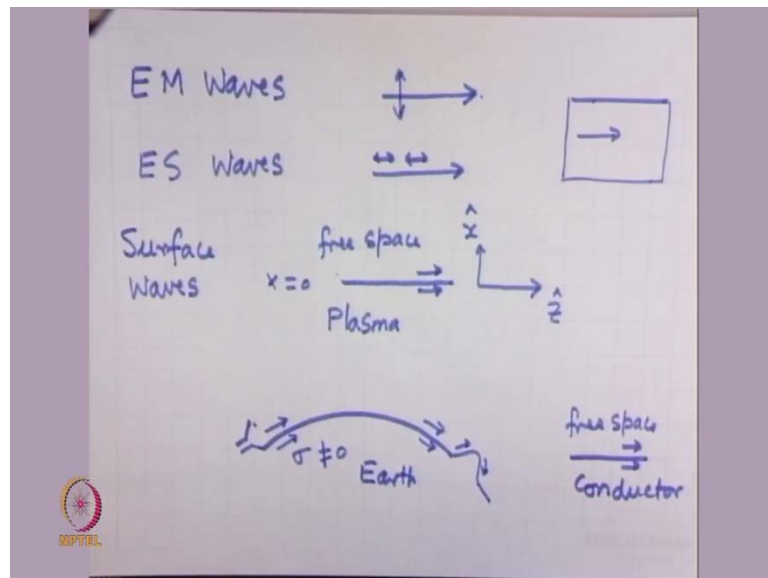 EM Waves
ES Waves
Surface
Waves
free space
x = 0
Plasma
x̂
ẑ
σ ≠ 0
Earth
free space
Conductor
NPTEL